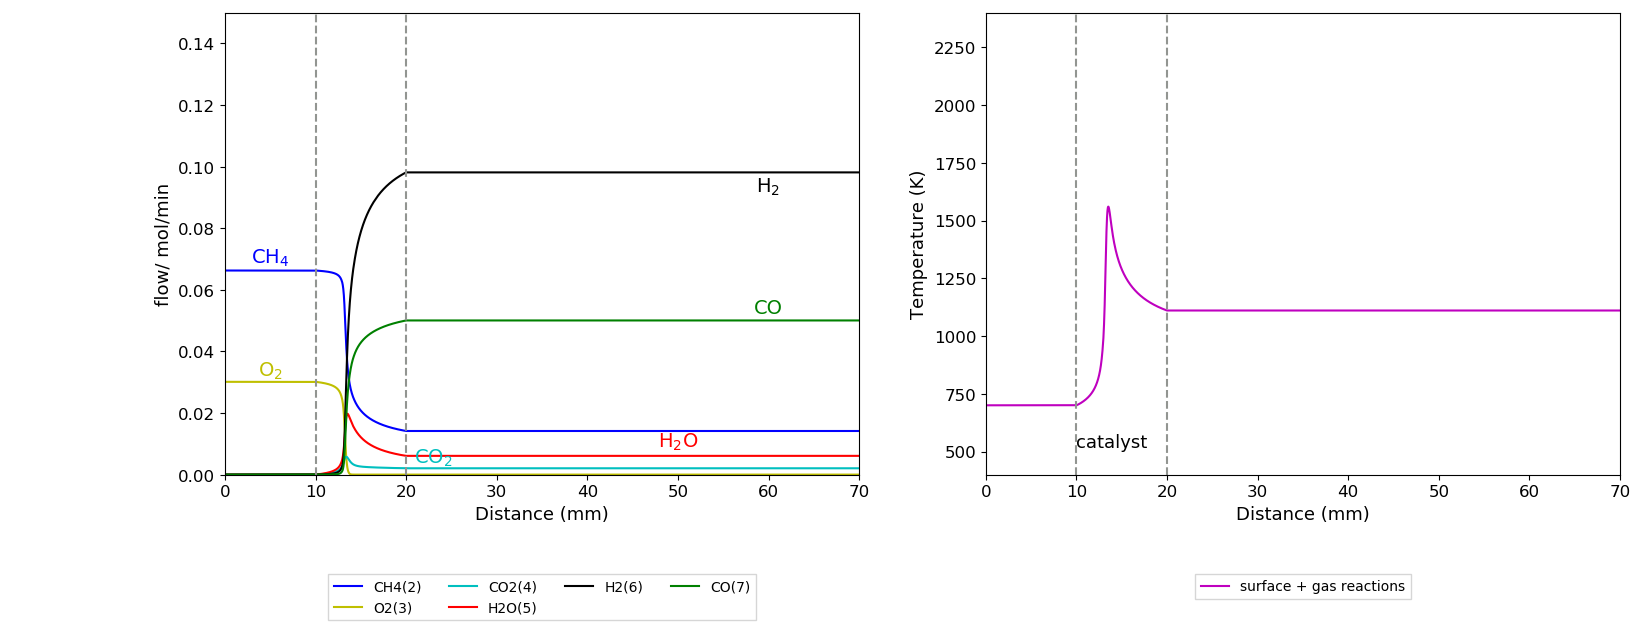 0.14
0.12
0.10
0.08
0.06
0.04
0.02
0.00
flow/ mol/min
CH₄
O₂
H₂
CO
H₂O
CO₂
0 10 20 30 40 50 60 70
Distance (mm)
CH4(2) CO2(4) H2(6) CO(7)
O2(3) H2O(5)
2250
2000
1750
1500
1250
1000
750
500
Temperature (K)
catalyst
0 10 20 30 40 50 60 70
Distance (mm)
surface + gas reactions